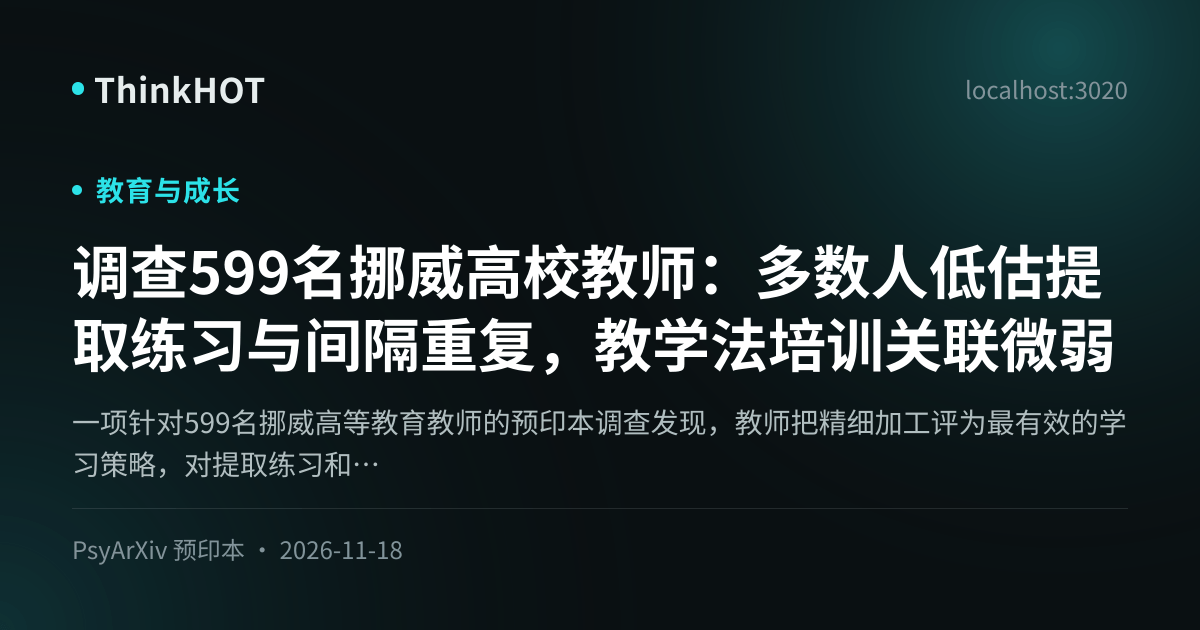 ThinkHOT
localhost:3020
教育与成长
调查599名挪威高校教师：多数人低估提
取练习与间隔重复，教学法培训关联微弱
一项针对599名挪威高等教育教师的预印本调查发现，教师把精细加工评为最有效的学
习策略，对提取练习和…
PsyArXiv 预印本 · 2026-11-18